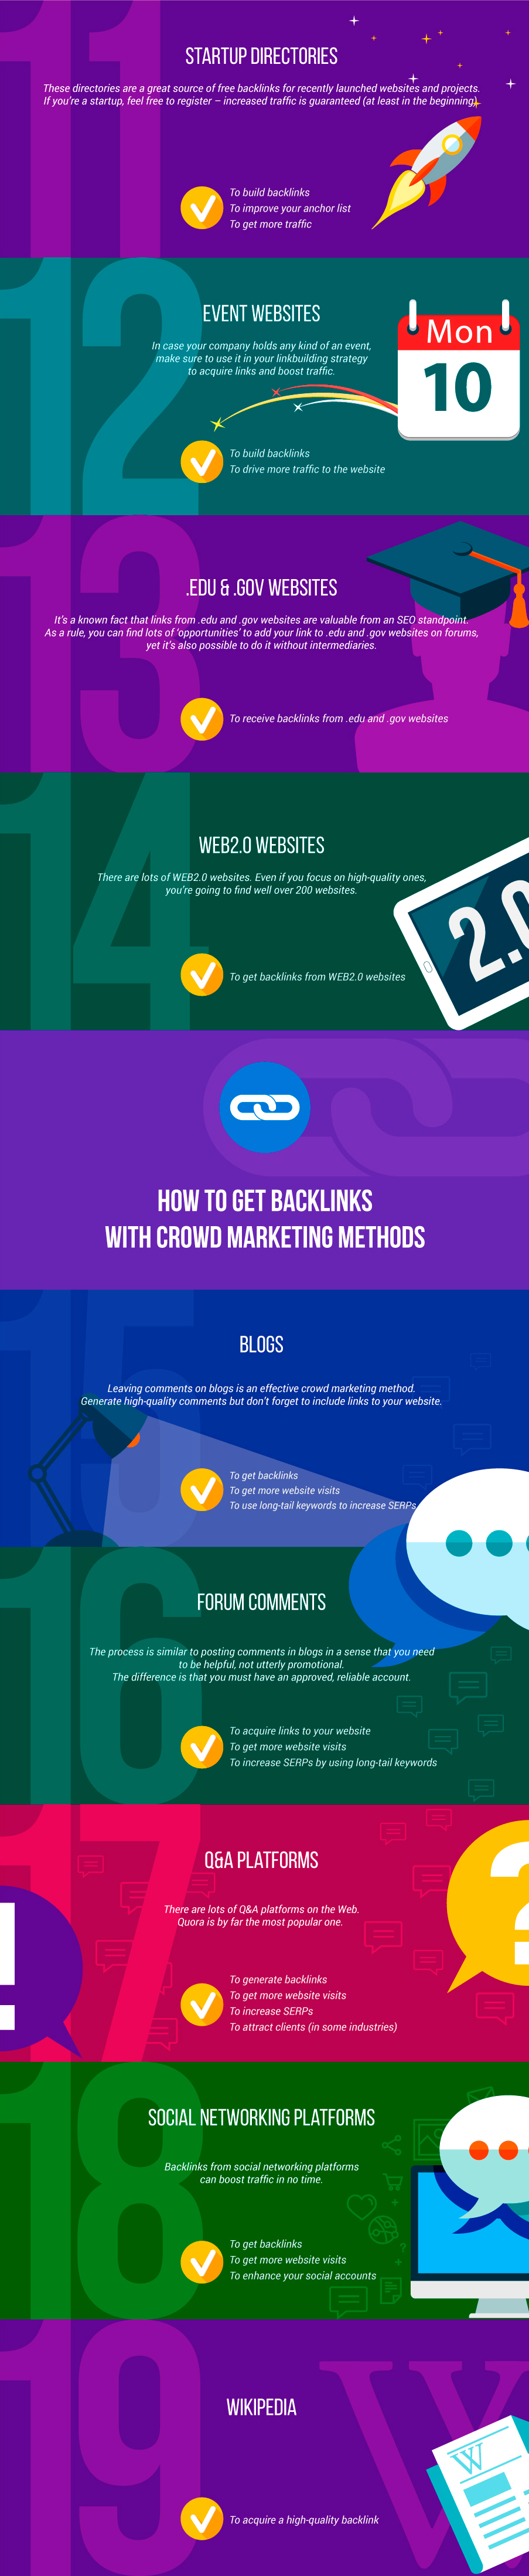 11
STARTUP DIRECTORIES
These directories are a great source of free backlinks for recently launched websites and projects.
If you're a startup, feel free to register – increased traffic is guaranteed (at least in the beginning).
To build backlinks
To improve your anchor list
To get more traffic
12
EVENT WEBSITES
Mon
10
In case your company holds any kind of an event,
make sure to use it in your linkbuilding strategy
to acquire links and boost traffic.
To build backlinks
To drive more traffic to the website
13
.EDU & .GOV WEBSITES
It's a known fact that links from .edu and .gov websites are valuable from an SEO standpoint.
As a rule, you can find lots of 'opportunities' to add your link to .edu and .gov websites on forums,
yet it's also possible to do it without intermediaries.
To receive backlinks from .edu and .gov websites
14
WEB2.0 WEBSITES
There are lots of WEB2.0 websites. Even if you focus on high-quality ones,
you're going to find well over 200 websites.
2.0
To get backlinks from WEB2.0 websites
HOW TO GET BACKLINKS
WITH CROWD MARKETING METHODS
15
BLOGS
Leaving comments on blogs is an effective crowd marketing method.
Generate high-quality comments but don't forget to include links to your website.
To get backlinks
To get more website visits
To use long-tail keywords to increase SERPs
16
FORUM COMMENTS
The process is similar to posting comments in blogs in a sense that you need
to be helpful, not utterly promotional.
The difference is that you must have an approved, reliable account.
To acquire links to your website
To get more website visits
To increase SERPs by using long-tail keywords
17
Q&A PLATFORMS
There are lots of Q&A platforms on the Web.
Quora is by far the most popular one.
!
?
To generate backlinks
To get more website visits
To increase SERPs
To attract clients (in some industries)
18
SOCIAL NETWORKING PLATFORMS
Backlinks from social networking platforms
can boost traffic in no time.
To get backlinks
To get more website visits
To enhance your social accounts
19
WIKIPEDIA
W
W
To acquire a high-quality backlink